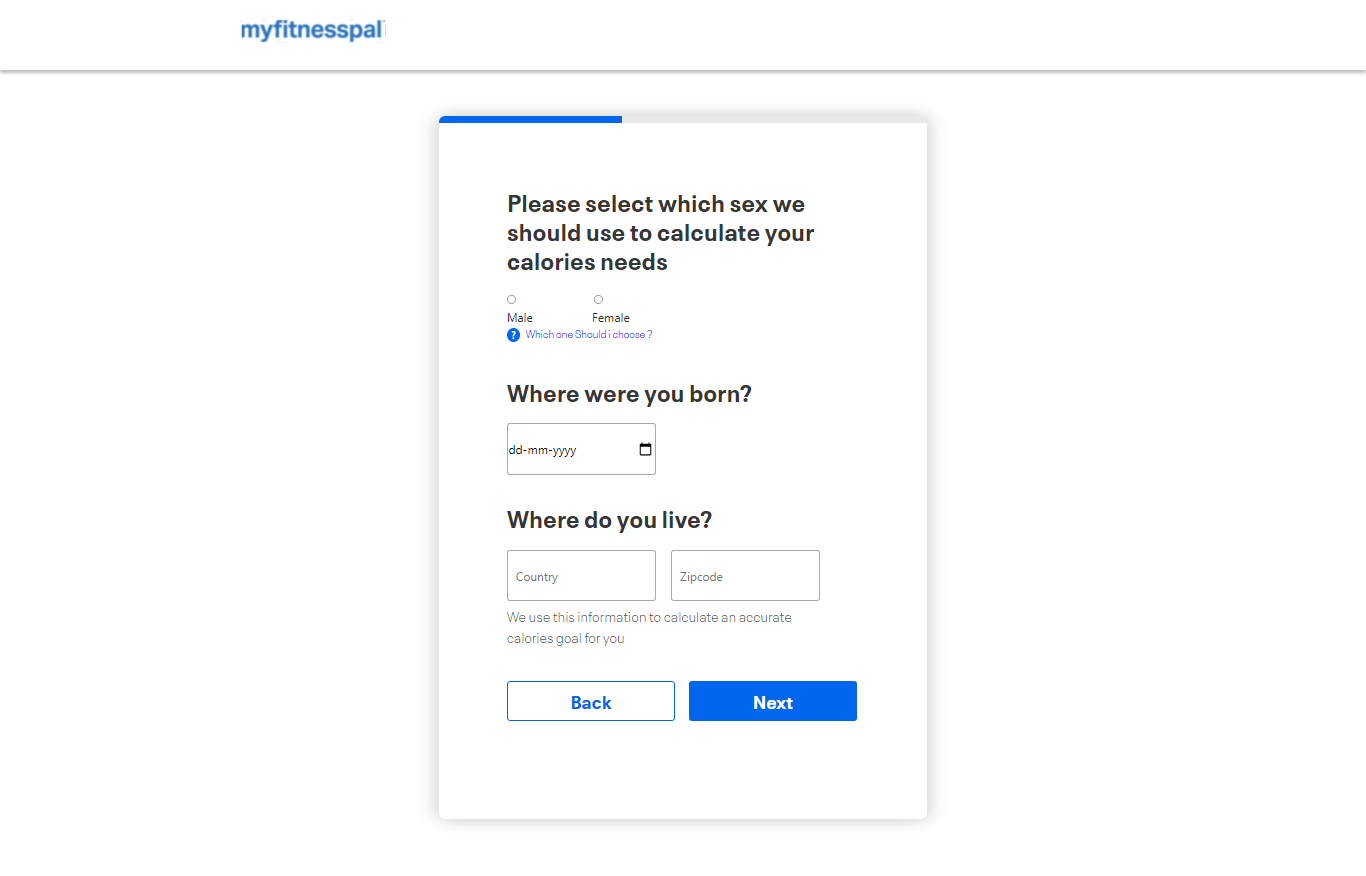 myfitnesspal
Please select which sex we
should use to calculate your
calories needs
Male Female
? Which one Should i choose ?
Where were you born?
dd-mm-yyyy
Where do you live?
Country Zipcode
We use this information to calculate an accurate
calories goal for you
Back Next